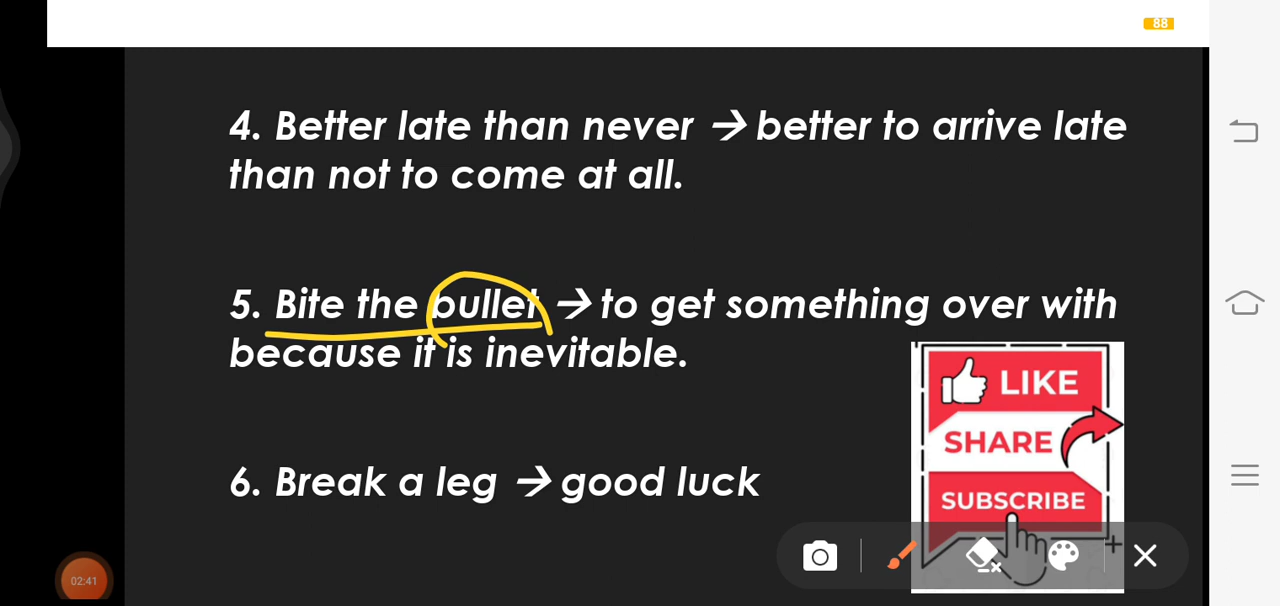 88
4. Better late than never → better to arrive late
than not to come at all.
5. Bite the bullet → to get something over with
because it is inevitable.
6. Break a leg → good luck
LIKE
SHARE
SUBSCRIBE
02:41